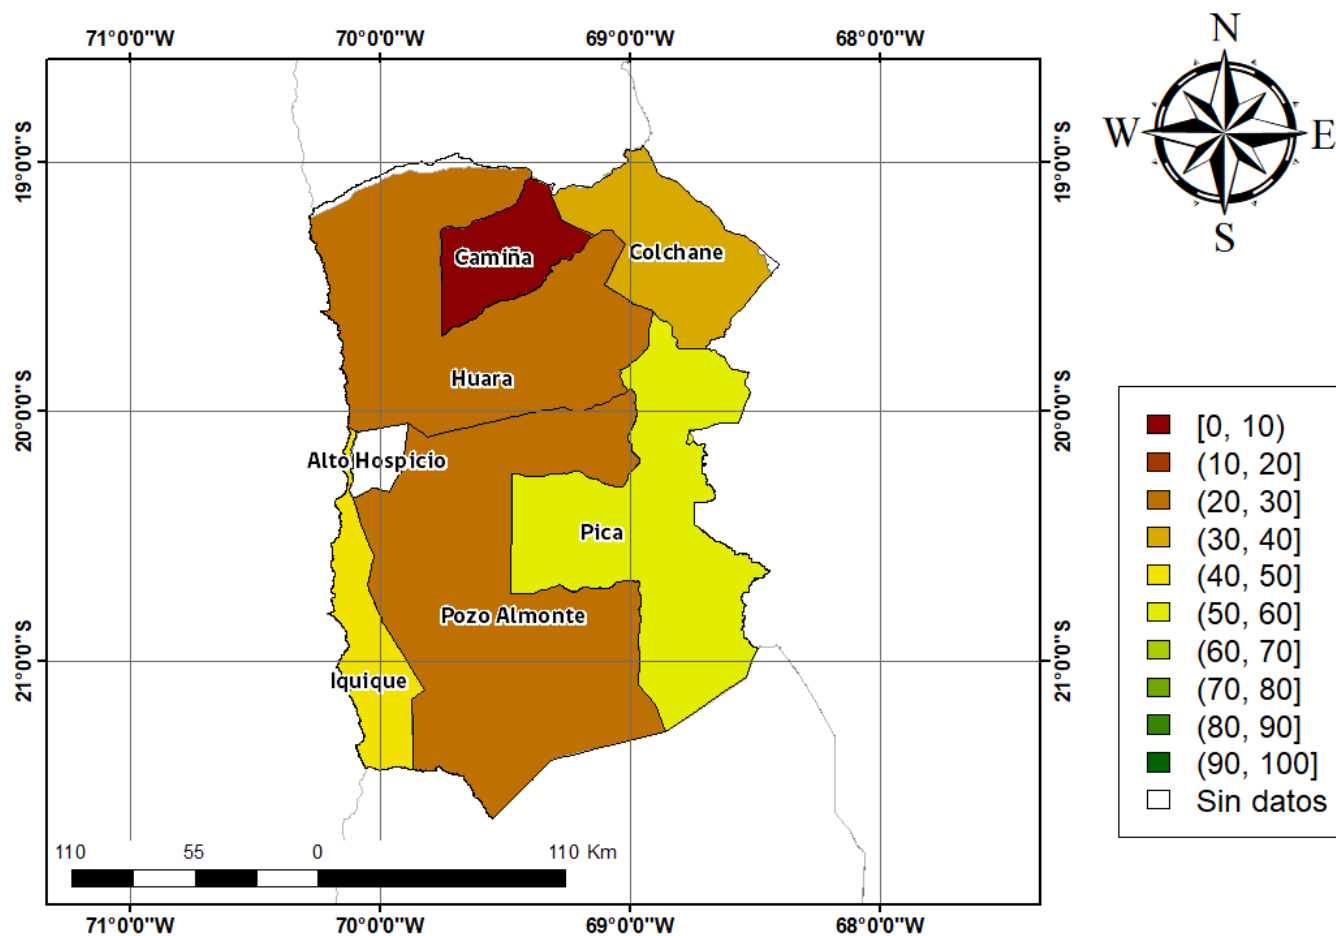 71°0'0"W 70°0'0"W 69°0'0"W 68°0'0"W
N
W E
S
19°0'0"S 19°0'0"S
Camiña
Colchane
Huara
20°0'0"S 20°0'0"S
Alto Hospicio
Pica
Pozo Almonte
21°0'0"S 21°0'0"S
Iquique
110 55 0 110 Km
71°0'0"W 70°0'0"W 69°0'0"W 68°0'0"W
[0, 10)
(10, 20]
(20, 30]
(30, 40]
(40, 50]
(50, 60]
(60, 70]
(70, 80]
(80, 90]
(90, 100]
Sin datos